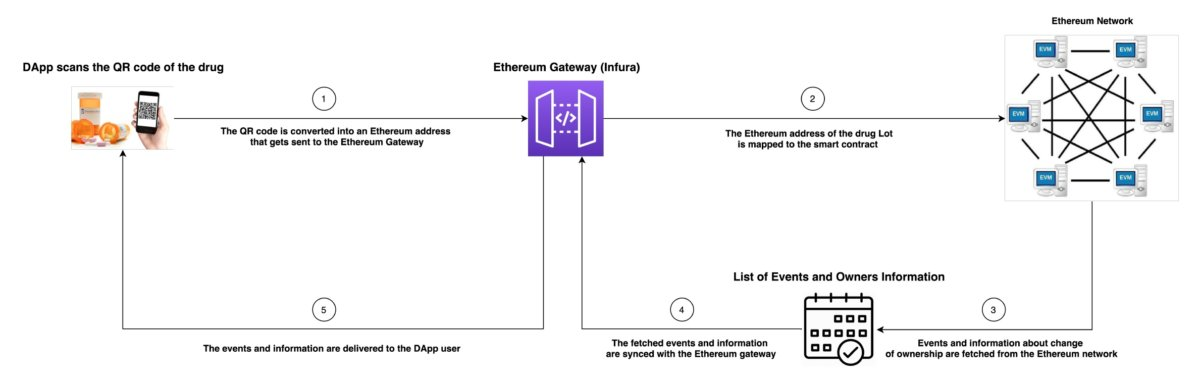 Ethereum Network
DApp scans the QR code of the drug
Ethereum Gateway (Infura)
EVM
EVM
1
2
The QR code is converted into an Ethereum address
that gets sent to the Ethereum Gateway
The Ethereum address of the drug Lot
is mapped to the smart contract
EVM
EVM
EVM
EVM
List of Events and Owners Information
5
4
3
The events and information are delivered to the DApp user
The fetched events and information
are synced with the Ethereum gateway
Events and information about change
of ownership are fetched from the Ethereum network